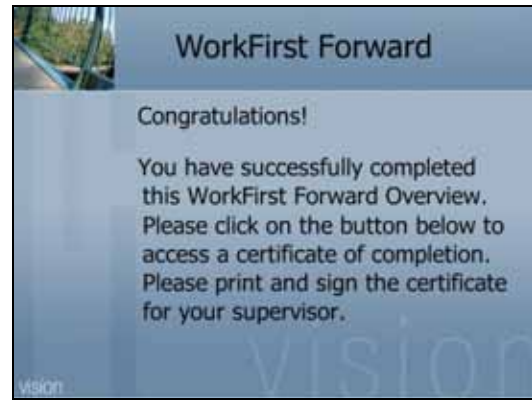 WorkFirst Forward
Congratulations!
You have successfully completed
this WorkFirst Forward Overview.
Please click on the button below to
access a certificate of completion.
Please print and sign the certificate
for your supervisor.
vision
vision